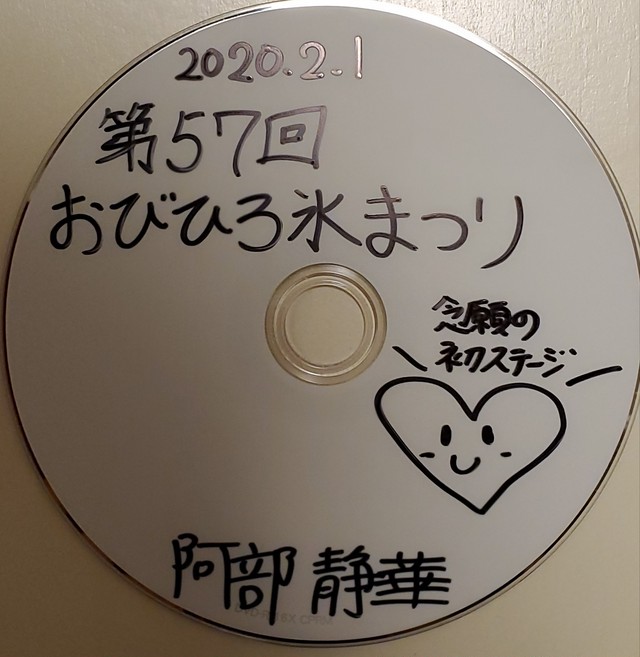 2020.2.1
第57回
おびひろ氷まつり
念願の
初ステージ
阿部 静華